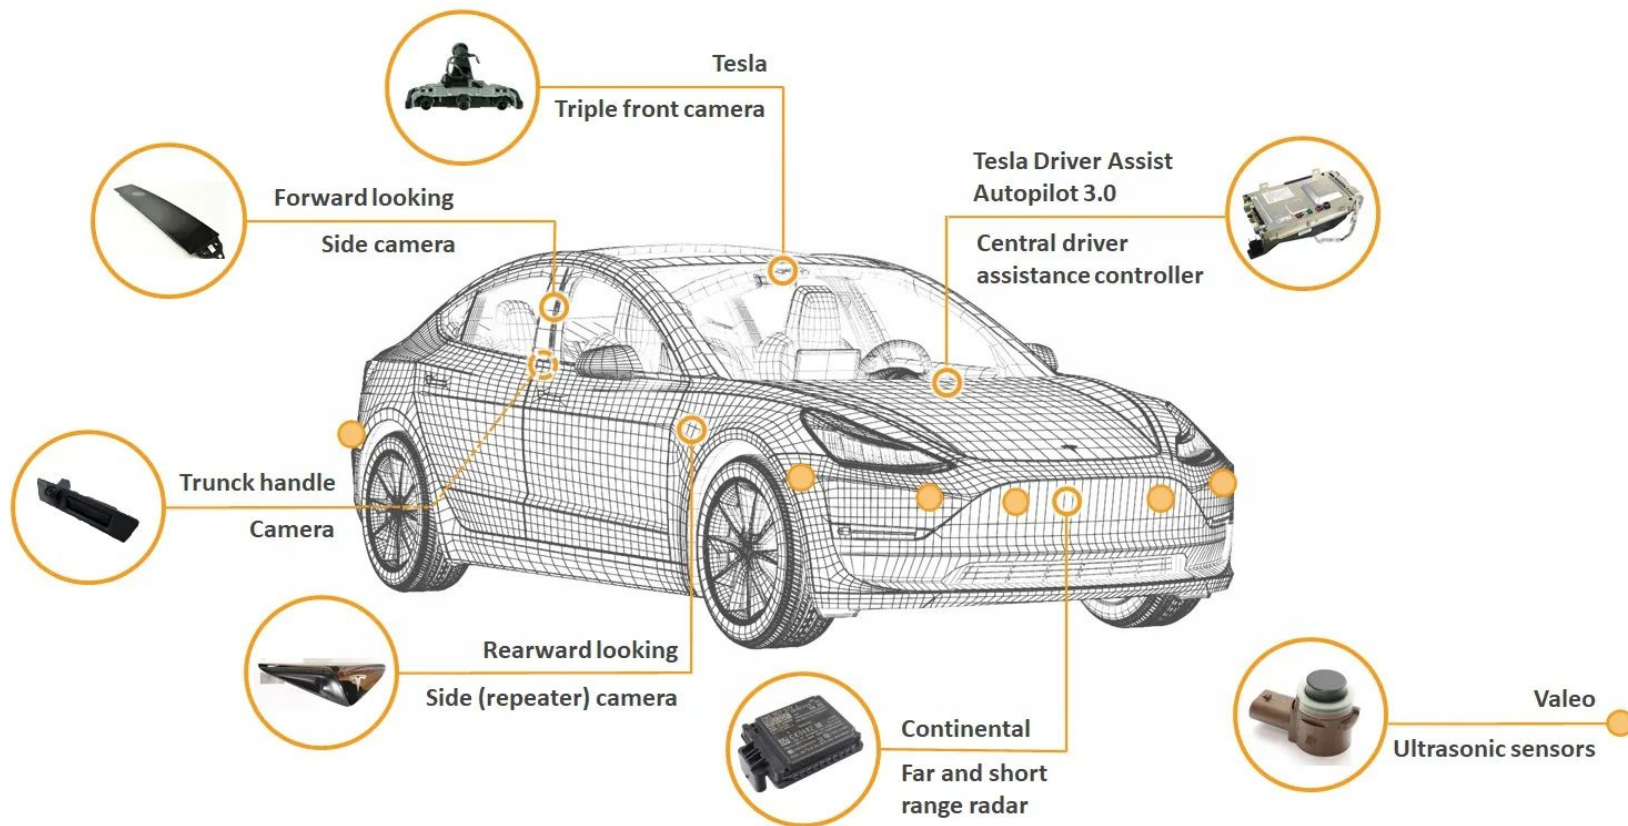 Tesla
Triple front camera
Forward looking
Side camera
Tesla Driver Assist
Autopilot 3.0
Central driver
assistance controller
Trunck handle
Camera
Rearward looking
Side (repeater) camera
Continental
Far and short
range radar
Valeo
Ultrasonic sensors